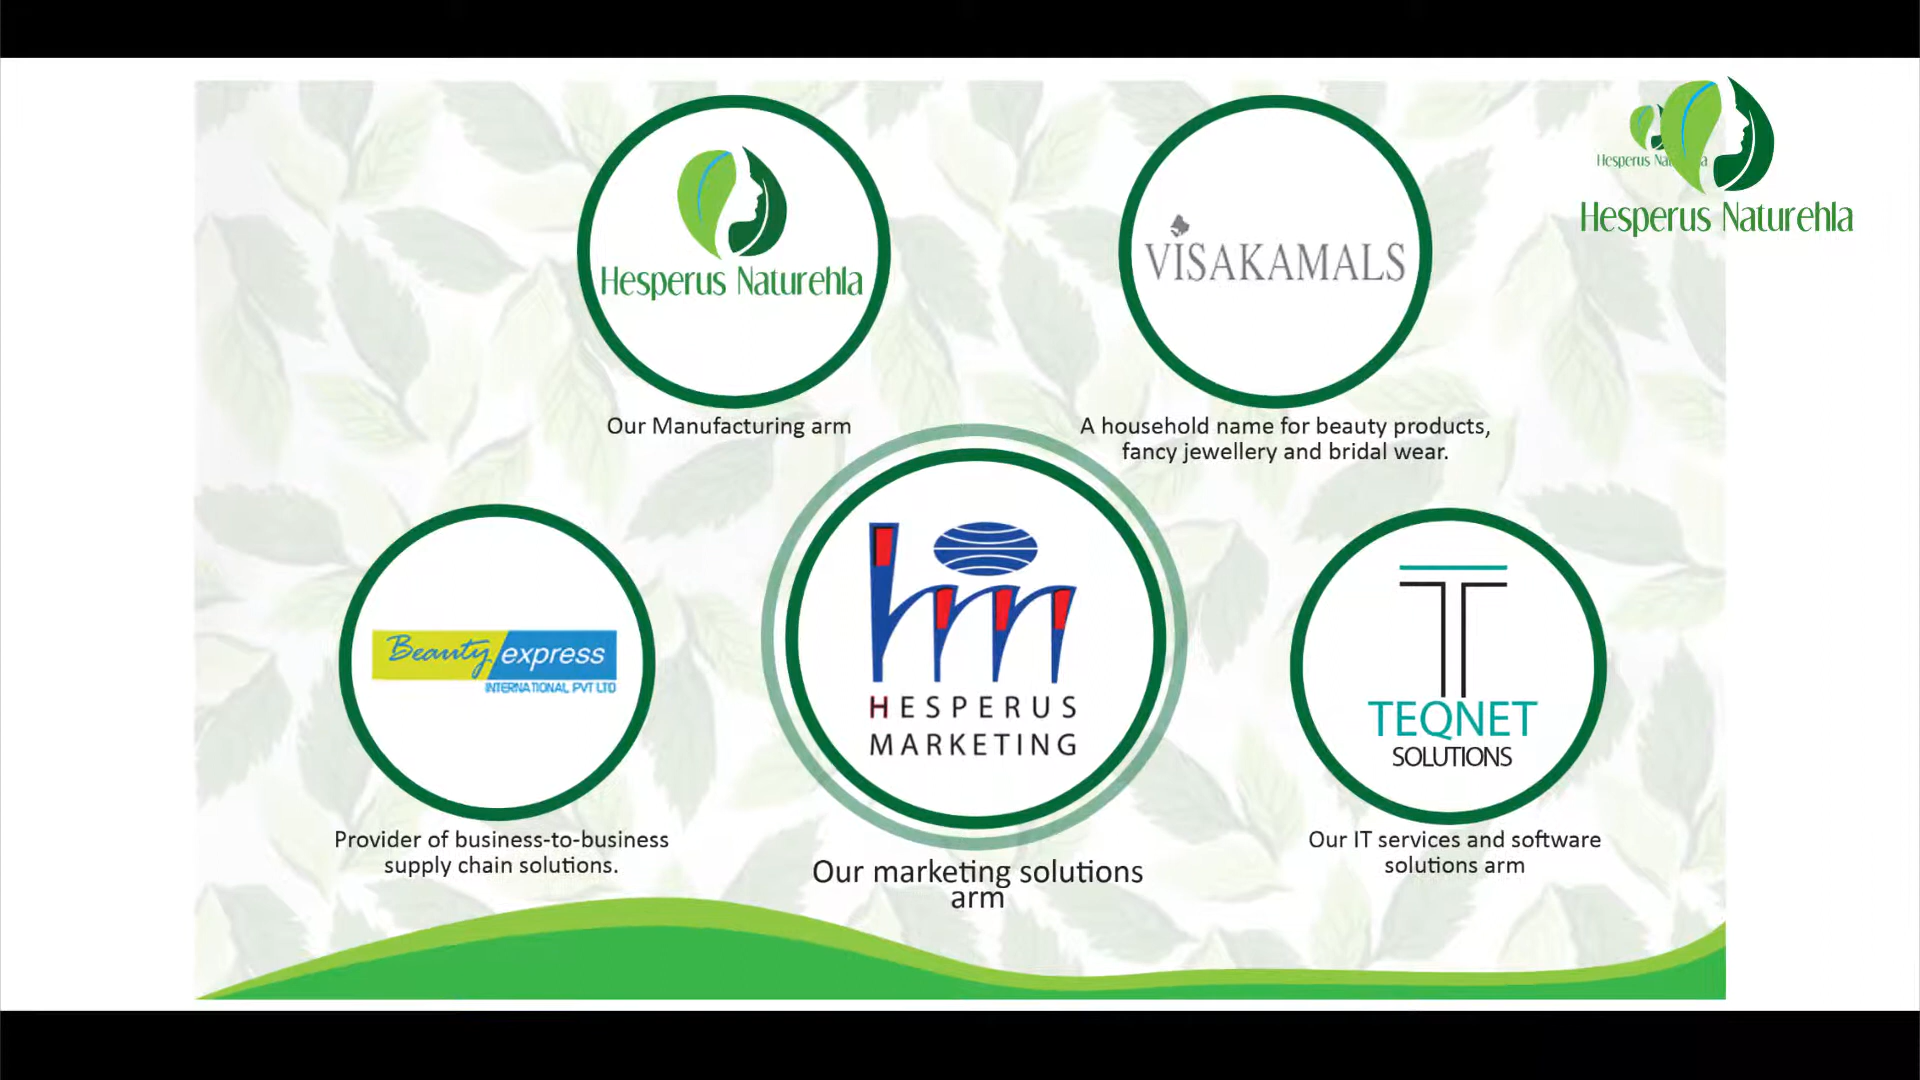 Hesperus Naturehla
Our Manufacturing arm
VISAKAMALS
A household name for beauty products,
fancy jewellery and bridal wear.
Hesperus Naturehla
Beauty express
INTERNATIONAL PVT LTD
Provider of business-to-business
supply chain solutions.
hm
HESPERUS
MARKETING
Our marketing solutions
arm
T
TEQNET
SOLUTIONS
Our IT services and software
solutions arm